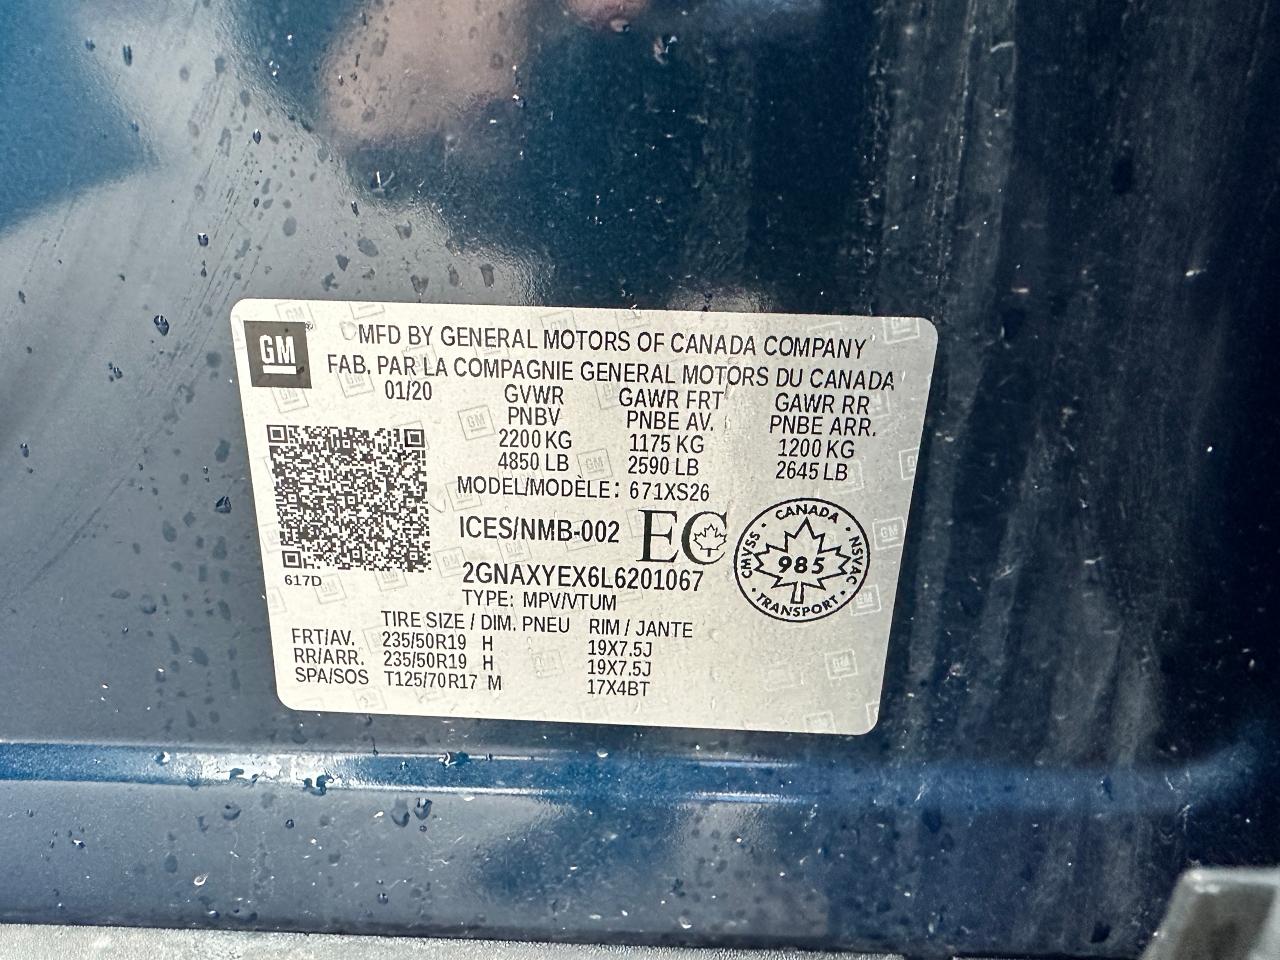 GM
MFD BY GENERAL MOTORS OF CANADA COMPANY
FAB. PAR LA COMPAGNIE GENERAL MOTORS DU CANADA
01/20 GVWR GAWR FRT GAWR RR
PNBV PNBE AV. PNBE ARR.
2200 KG 1175 KG 1200 KG
4850 LB 2590 LB 2645 LB
MODEL/MODÈLE: 671XS26
ICES/NMB-002 EC
617D
2GNAXYEX6L6201067
TYPE: MPV/VTUM
CANADA
CMVSS • NSVAC
985
TRANSPORT
TIRE SIZE / DIM. PNEU RIM / JANTE
FRT/AV. 235/50R19 H 19X7.5J
RR/ARR. 235/50R19 H 19X7.5J
SPA/SOS T125/70R17 M 17X4BT